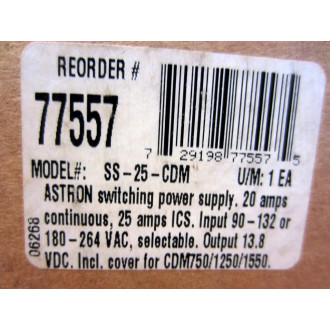 REORDER #
77557
7 29198 77557 5
MODEL#: SS-25-CDM U/M: 1 EA
ASTRON switching power supply. 20 amps
continuous, 25 amps ICS. Input 90-132 or
180-264 VAC, selectable. Output 13.8
VDC. Incl. cover for CDM750/1250/1550.
06268